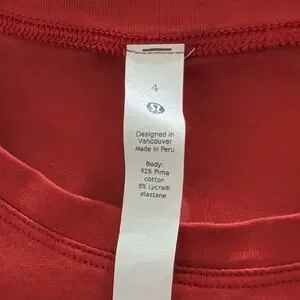 4
Designed in
Vancouver
Made in Peru
Body:
92% Pima
cotton
8% Lycra®
elastane